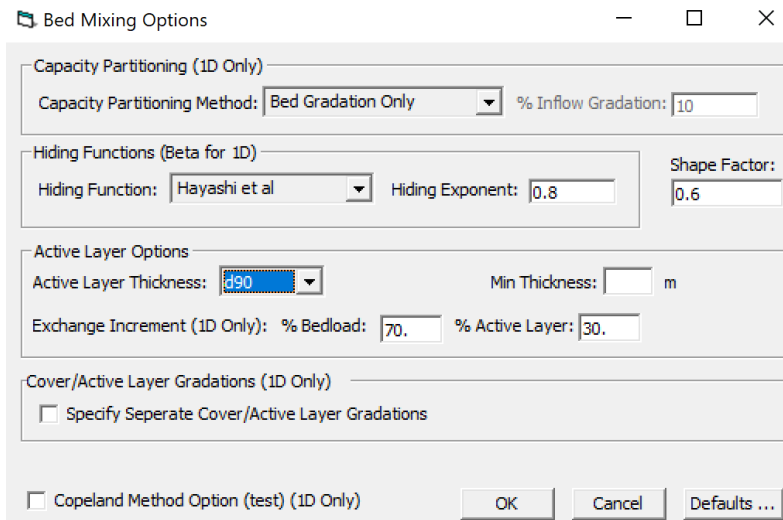 Bed Mixing Options
Capacity Partitioning (1D Only)
Capacity Partitioning Method: Bed Gradation Only % Inflow Gradation: 10
Hiding Functions (Beta for 1D)
Shape Factor:
Hiding Function: Hayashi et al Hiding Exponent: 0.8
0.6
Active Layer Options
Active Layer Thickness: d90 Min Thickness: m
Exchange Increment (1D Only): % Bedload: 70. % Active Layer: 30.
Cover/Active Layer Gradations (1D Only)
Specify Seperate Cover/Active Layer Gradations
Copeland Method Option (test) (1D Only) OK Cancel Defaults ...